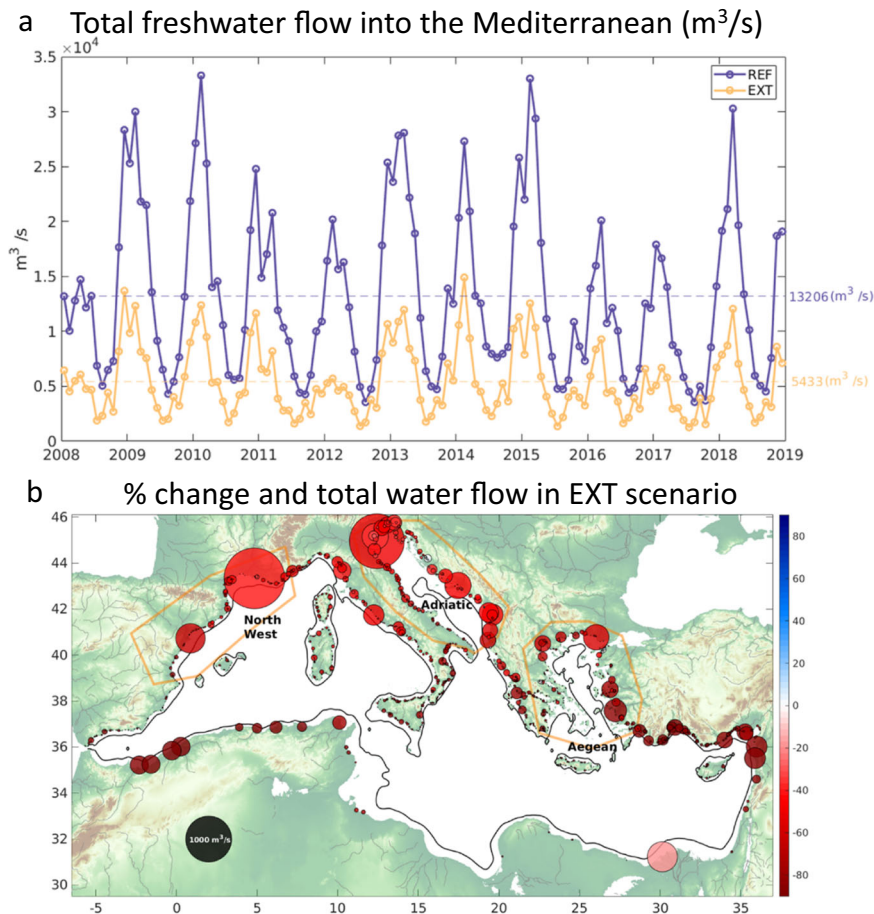 a Total freshwater flow into the Mediterranean (m³/s)
×10⁴
3.5
3
2.5
2
1.5
1
0.5
0
m³ /s
REF
EXT
13206(m³/s)
5433(m³/s)
2008 2009 2010 2011 2012 2013 2014 2015 2016 2017 2018 2019
b % change and total water flow in EXT scenario
46
44
42
40
38
36
34
32
30
North
West
Adriatic
Aegean
1000 m³/s
-5 0 5 10 15 20 25 30 35
80
60
40
20
0
-20
-40
-60
-80